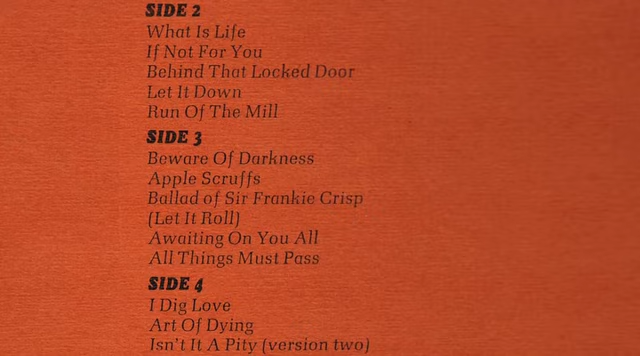 SIDE 2
What Is Life
If Not For You
Behind That Locked Door
Let It Down
Run Of The Mill
SIDE 3
Beware Of Darkness
Apple Scruffs
Ballad of Sir Frankie Crisp
(Let It Roll)
Awaiting On You All
All Things Must Pass
SIDE 4
I Dig Love
Art Of Dying
Isn't It A Pity (version two)